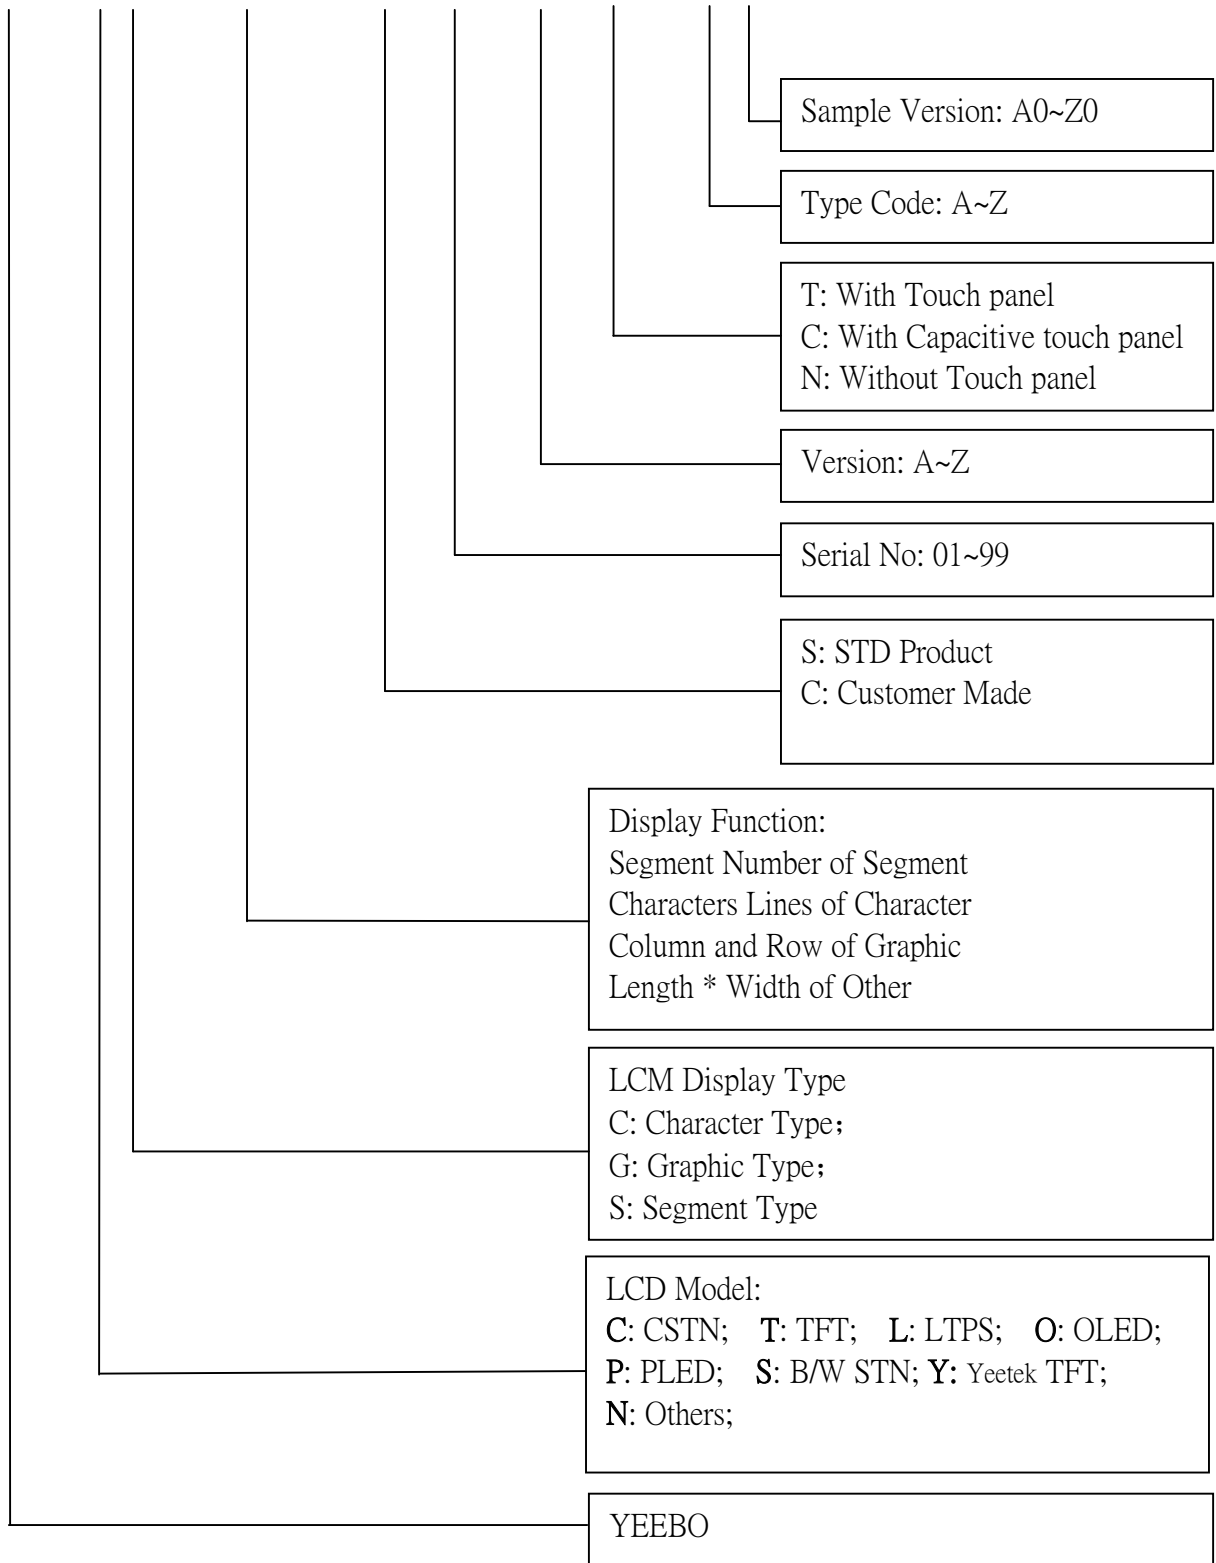 Sample Version: A0~Z0
Type Code: A~Z
T: With Touch panel
C: With Capacitive touch panel
N: Without Touch panel
Version: A~Z
Serial No: 01~99
S: STD Product
C: Customer Made
Display Function:
Segment Number of Segment
Characters Lines of Character
Column and Row of Graphic
Length * Width of Other
LCM Display Type
C: Character Type；
G: Graphic Type；
S: Segment Type
LCD Model:
C: CSTN; T: TFT; L: LTPS; O: OLED;
P: PLED; S: B/W STN; Y: Yeetek TFT;
N: Others;
YEEBO